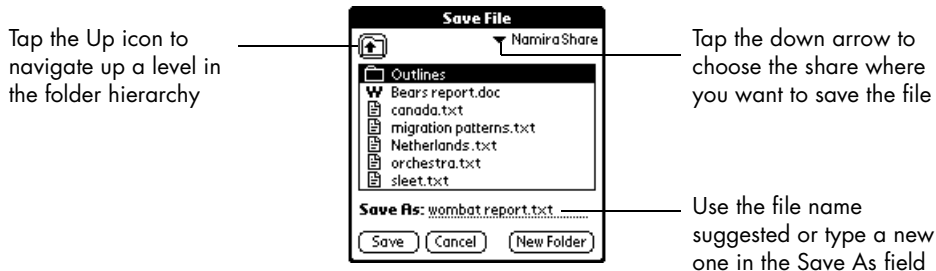 Save File
Tap the Up icon to
navigate up a level in
the folder hierarchy
NamiraShare
Tap the down arrow to
choose the share where
you want to save the file
Outlines
W Bears report.doc
canada.txt
migration patterns.txt
Netherlands.txt
orchestra.txt
sleet.txt
Save As: wombat report.txt
Use the file name
suggested or type a new
one in the Save As field
Save Cancel New Folder